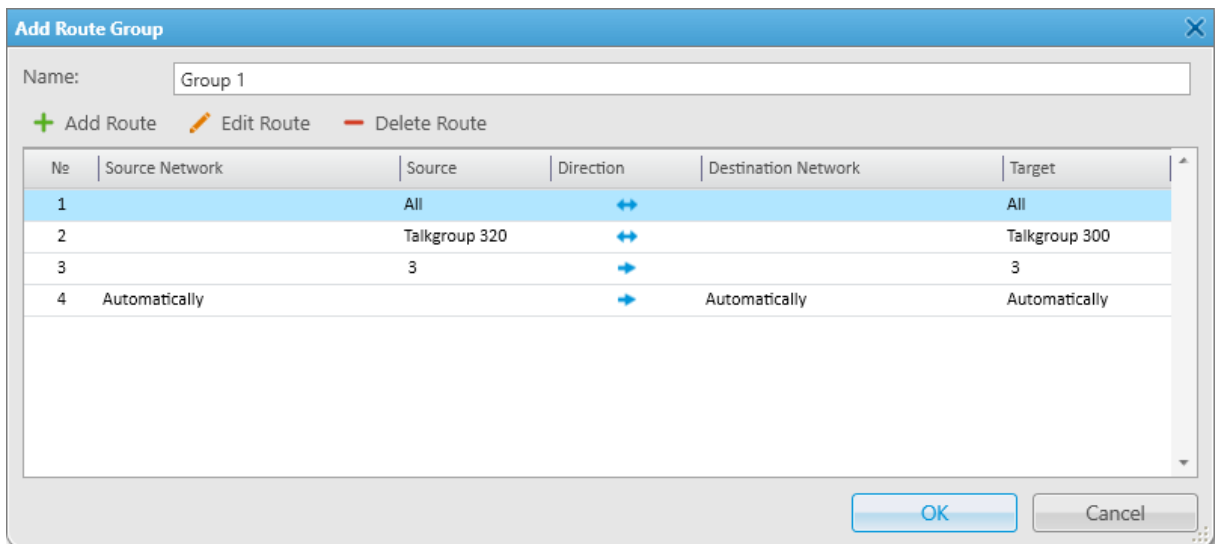 Add Route Group
Name: Group 1
Add Route Edit Route Delete Route
№ Source Network Source Direction Destination Network Target
1 All All
2 Talkgroup 320 Talkgroup 300
3 3 3
4 Automatically Automatically Automatically
OK Cancel